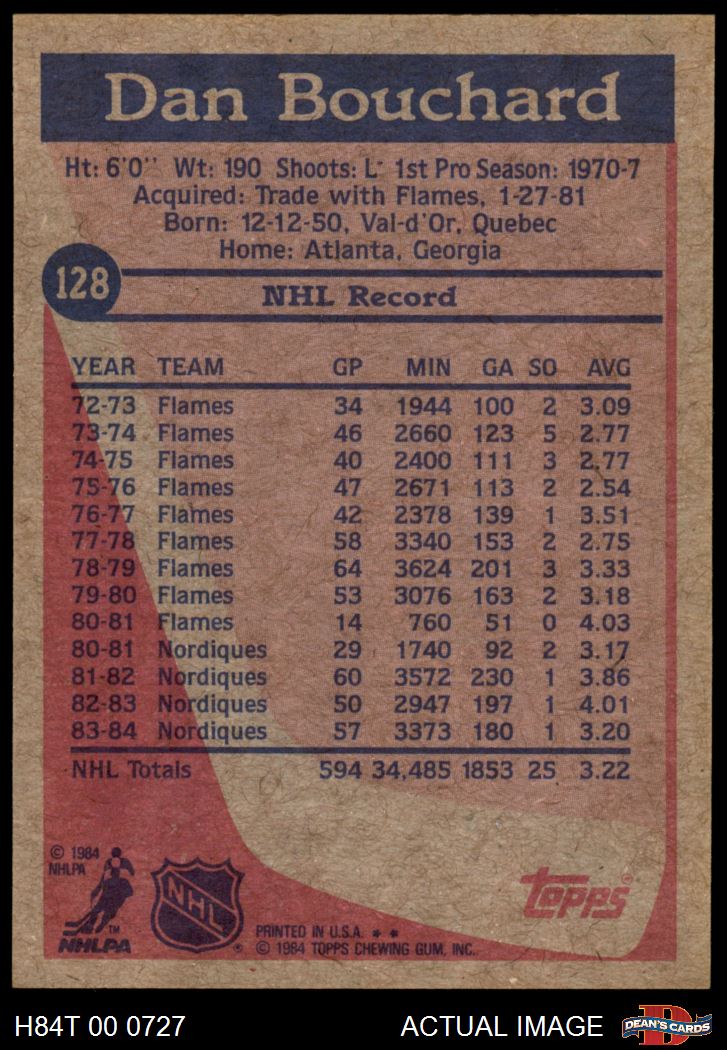 Dan Bouchard
Ht: 6'0'' Wt: 190 Shoots: L 1st Pro Season: 1970-7
Acquired: Trade with Flames, 1-27-81
Born: 12-12-50, Val-d'Or, Quebec
Home: Atlanta, Georgia
128
NHL Record
YEAR TEAM GP MIN GA SO AVG
72-73 Flames 34 1944 100 2 3.09
73-74 Flames 46 2660 123 5 2.77
74-75 Flames 40 2400 111 3 2.77
75-76 Flames 47 2671 113 2 2.54
76-77 Flames 42 2378 139 1 3.51
77-78 Flames 58 3340 153 2 2.75
78-79 Flames 64 3624 201 3 3.33
79-80 Flames 53 3076 163 2 3.18
80-81 Flames 14 760 51 0 4.03
80-81 Nordiques 29 1740 92 2 3.17
81-82 Nordiques 60 3572 230 1 3.86
82-83 Nordiques 50 2947 197 1 4.01
83-84 Nordiques 57 3373 180 1 3.20
NHL Totals 594 34,485 1853 25 3.22
© 1984
NHLPA
TM
NHLPA
NHL
®
topps®
PRINTED IN U.S.A. * *
© 1984 TOPPS CHEWING GUM, INC.
H84T 00 0727
ACTUAL IMAGE
D
DEAN'S CARDS